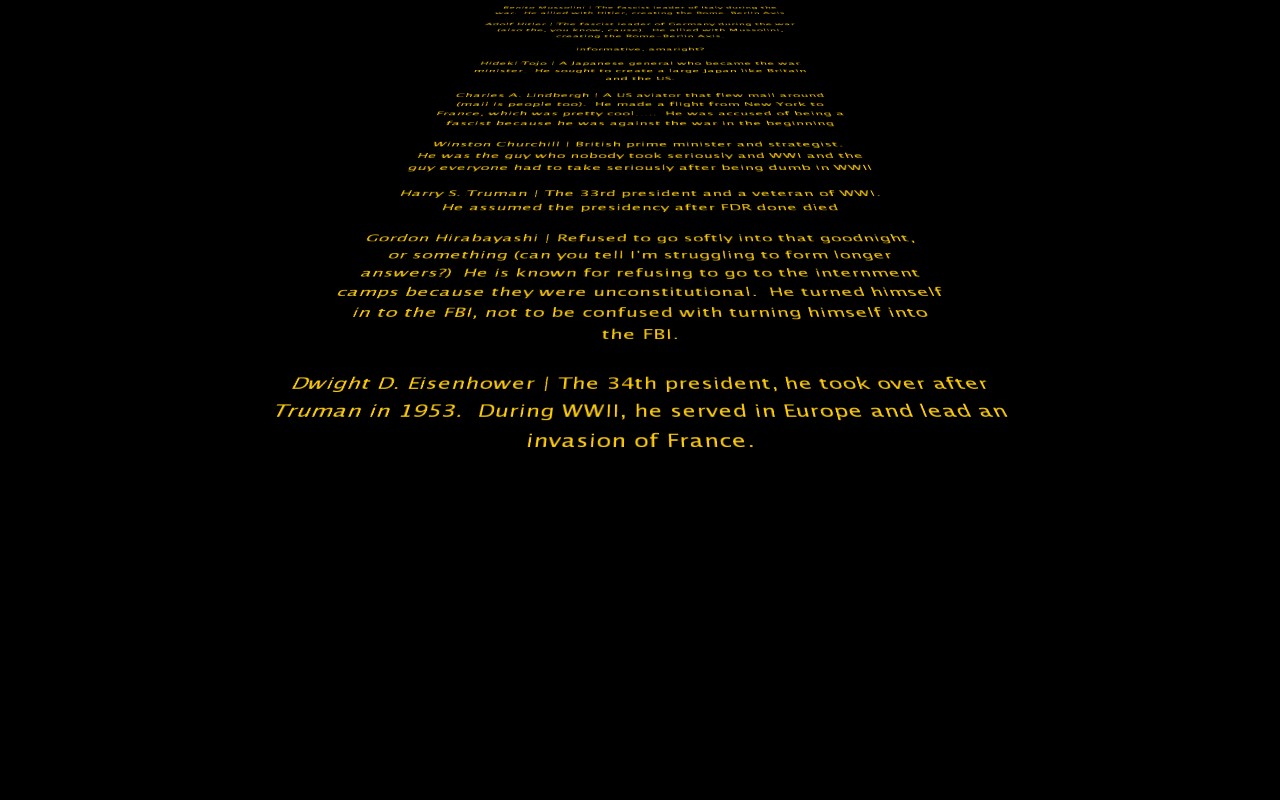 Benito Mussolini | The fascist leader of Italy during the
war. He allied with Hitler, creating the Rome-Berlin Axis
Adolf Hitler | The fascist leader of Germany during the war
(also the, you know, cause). He allied with Mussolini,
creating the Rome-Berlin Axis.
Informative, amaright?
Hideki Tojo | A Japanese general who became the war
minister. He sought to create a large Japan like Britain
and the US.
Charles A. Lindbergh | A US aviator that flew mail around
(mail is people too). He made a flight from New York to
France, which was pretty cool. ... He was accused of being a
fascist because he was against the war in the beginning
Winston Churchill | British prime minister and strategist.
He was the guy who nobody took seriously and WWI and the
guy everyone had to take seriously after being dumb in WWII
Harry S. Truman | The 33rd president and a veteran of WWI.
He assumed the presidency after FDR done died
Gordon Hirabayashi | Refused to go softly into that goodnight,
or something (can you tell I'm struggling to form longer
answers?) He is known for refusing to go to the internment
camps because they were unconstitutional. He turned himself
in to the FBI, not to be confused with turning himself into
the FBI.
Dwight D. Eisenhower | The 34th president, he took over after
Truman in 1953. During WWII, he served in Europe and lead an
invasion of France.